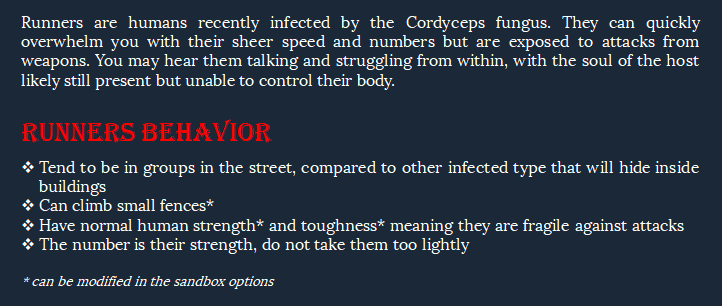 Runners are humans recently infected by the Cordyceps fungus. They can quickly
overwhelm you with their sheer speed and numbers but are exposed to attacks from
weapons. You may hear them talking and struggling from within, with the soul of the host
likely still present but unable to control their body.
RUNNERS BEHAVIOR
❖ Tend to be in groups in the street, compared to other infected type that will hide inside
buildings
❖ Can climb small fences*
❖ Have normal human strength* and toughness* meaning they are fragile against attacks
❖ The number is their strength, do not take them too lightly
* can be modified in the sandbox options